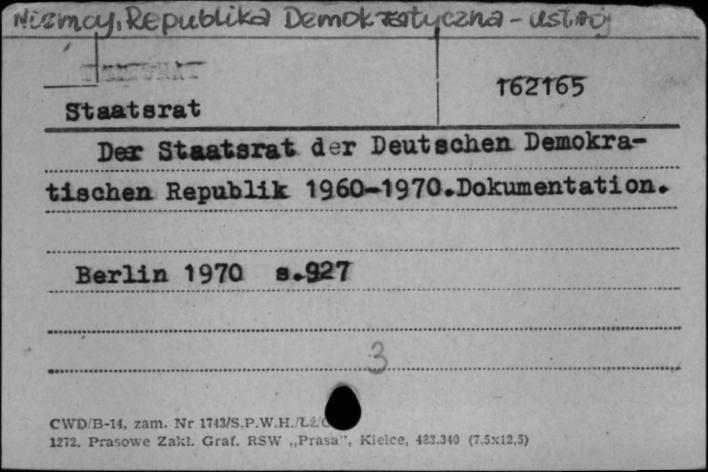 Niemcy, Republika Demokratyczna - ustrój
162165
Staatsrat
Der Staatsrat der Deutschen Demokra-
tischen Republik 1960-1970.Dokumentation.
Berlin 1970 s.927
3
CWD/B-14, zam. Nr 1743/S.P.W.H./Łź/
1272. Prasowe Zakł. Graf. RSW „Prasa", Kielce, 483.340 (7,5x12,5)